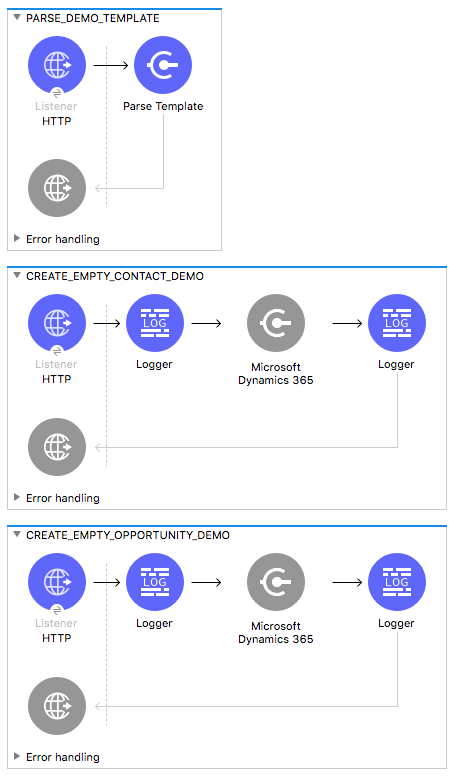 PARSE_DEMO_TEMPLATE
Listener
HTTP
Parse Template
Error handling
CREATE_EMPTY_CONTACT_DEMO
LOG
LOG
Listener
HTTP
Logger
Microsoft
Dynamics 365
Logger
Error handling
CREATE_EMPTY_OPPORTUNITY_DEMO
LOG
LOG
Listener
HTTP
Logger
Microsoft
Dynamics 365
Logger
Error handling